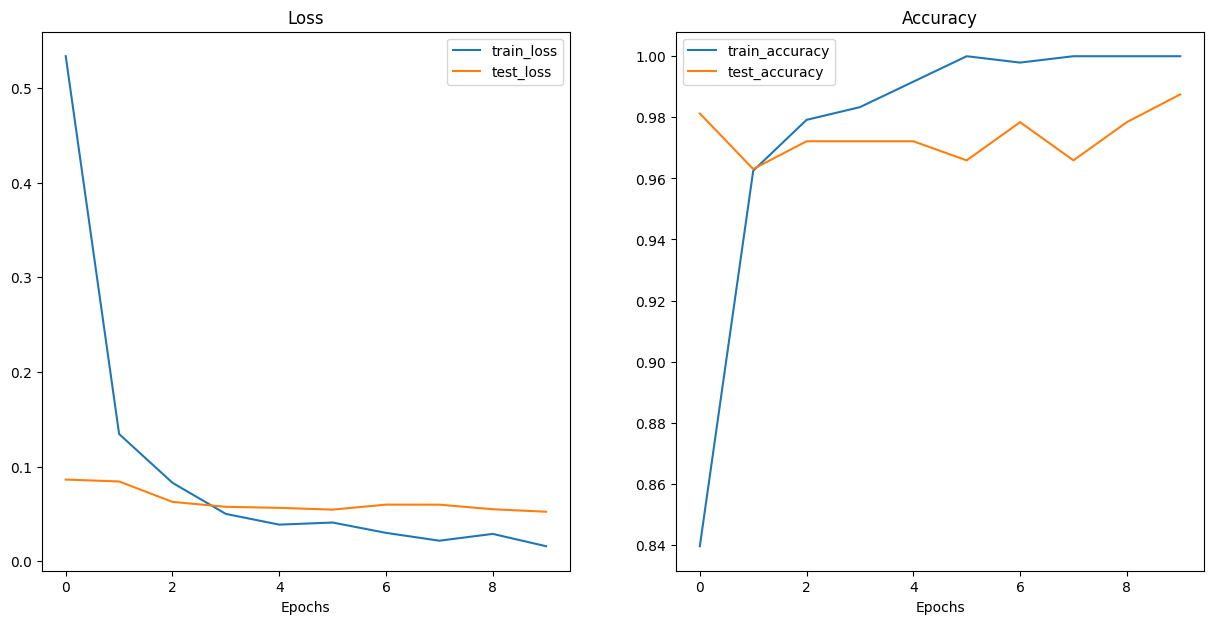 Loss
train_loss
test_loss
0.5
0.4
0.3
0.2
0.1
0.0
0 2 4 6 8
Epochs
Accuracy
train_accuracy
test_accuracy
1.00
0.98
0.96
0.94
0.92
0.90
0.88
0.86
0.84
0 2 4 6 8
Epochs